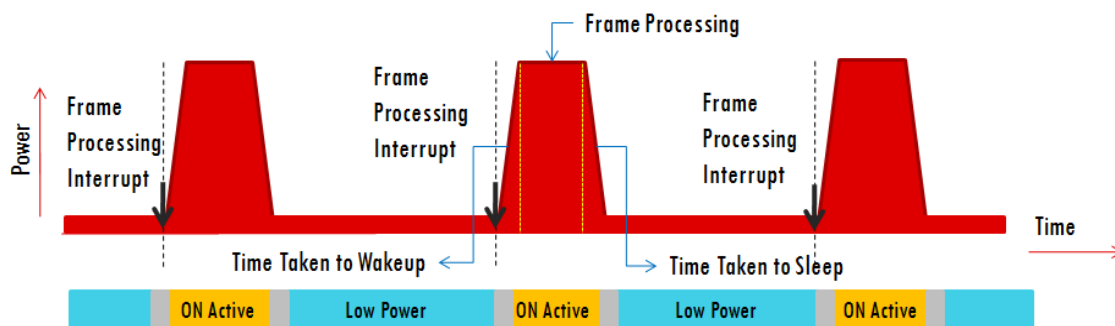 Frame Processing
Frame
Processing
Interrupt
Frame
Processing
Interrupt
Frame
Processing
Interrupt
Power
Time
Time Taken to Wakeup
Time Taken to Sleep
ON Active
Low Power
ON Active
Low Power
ON Active